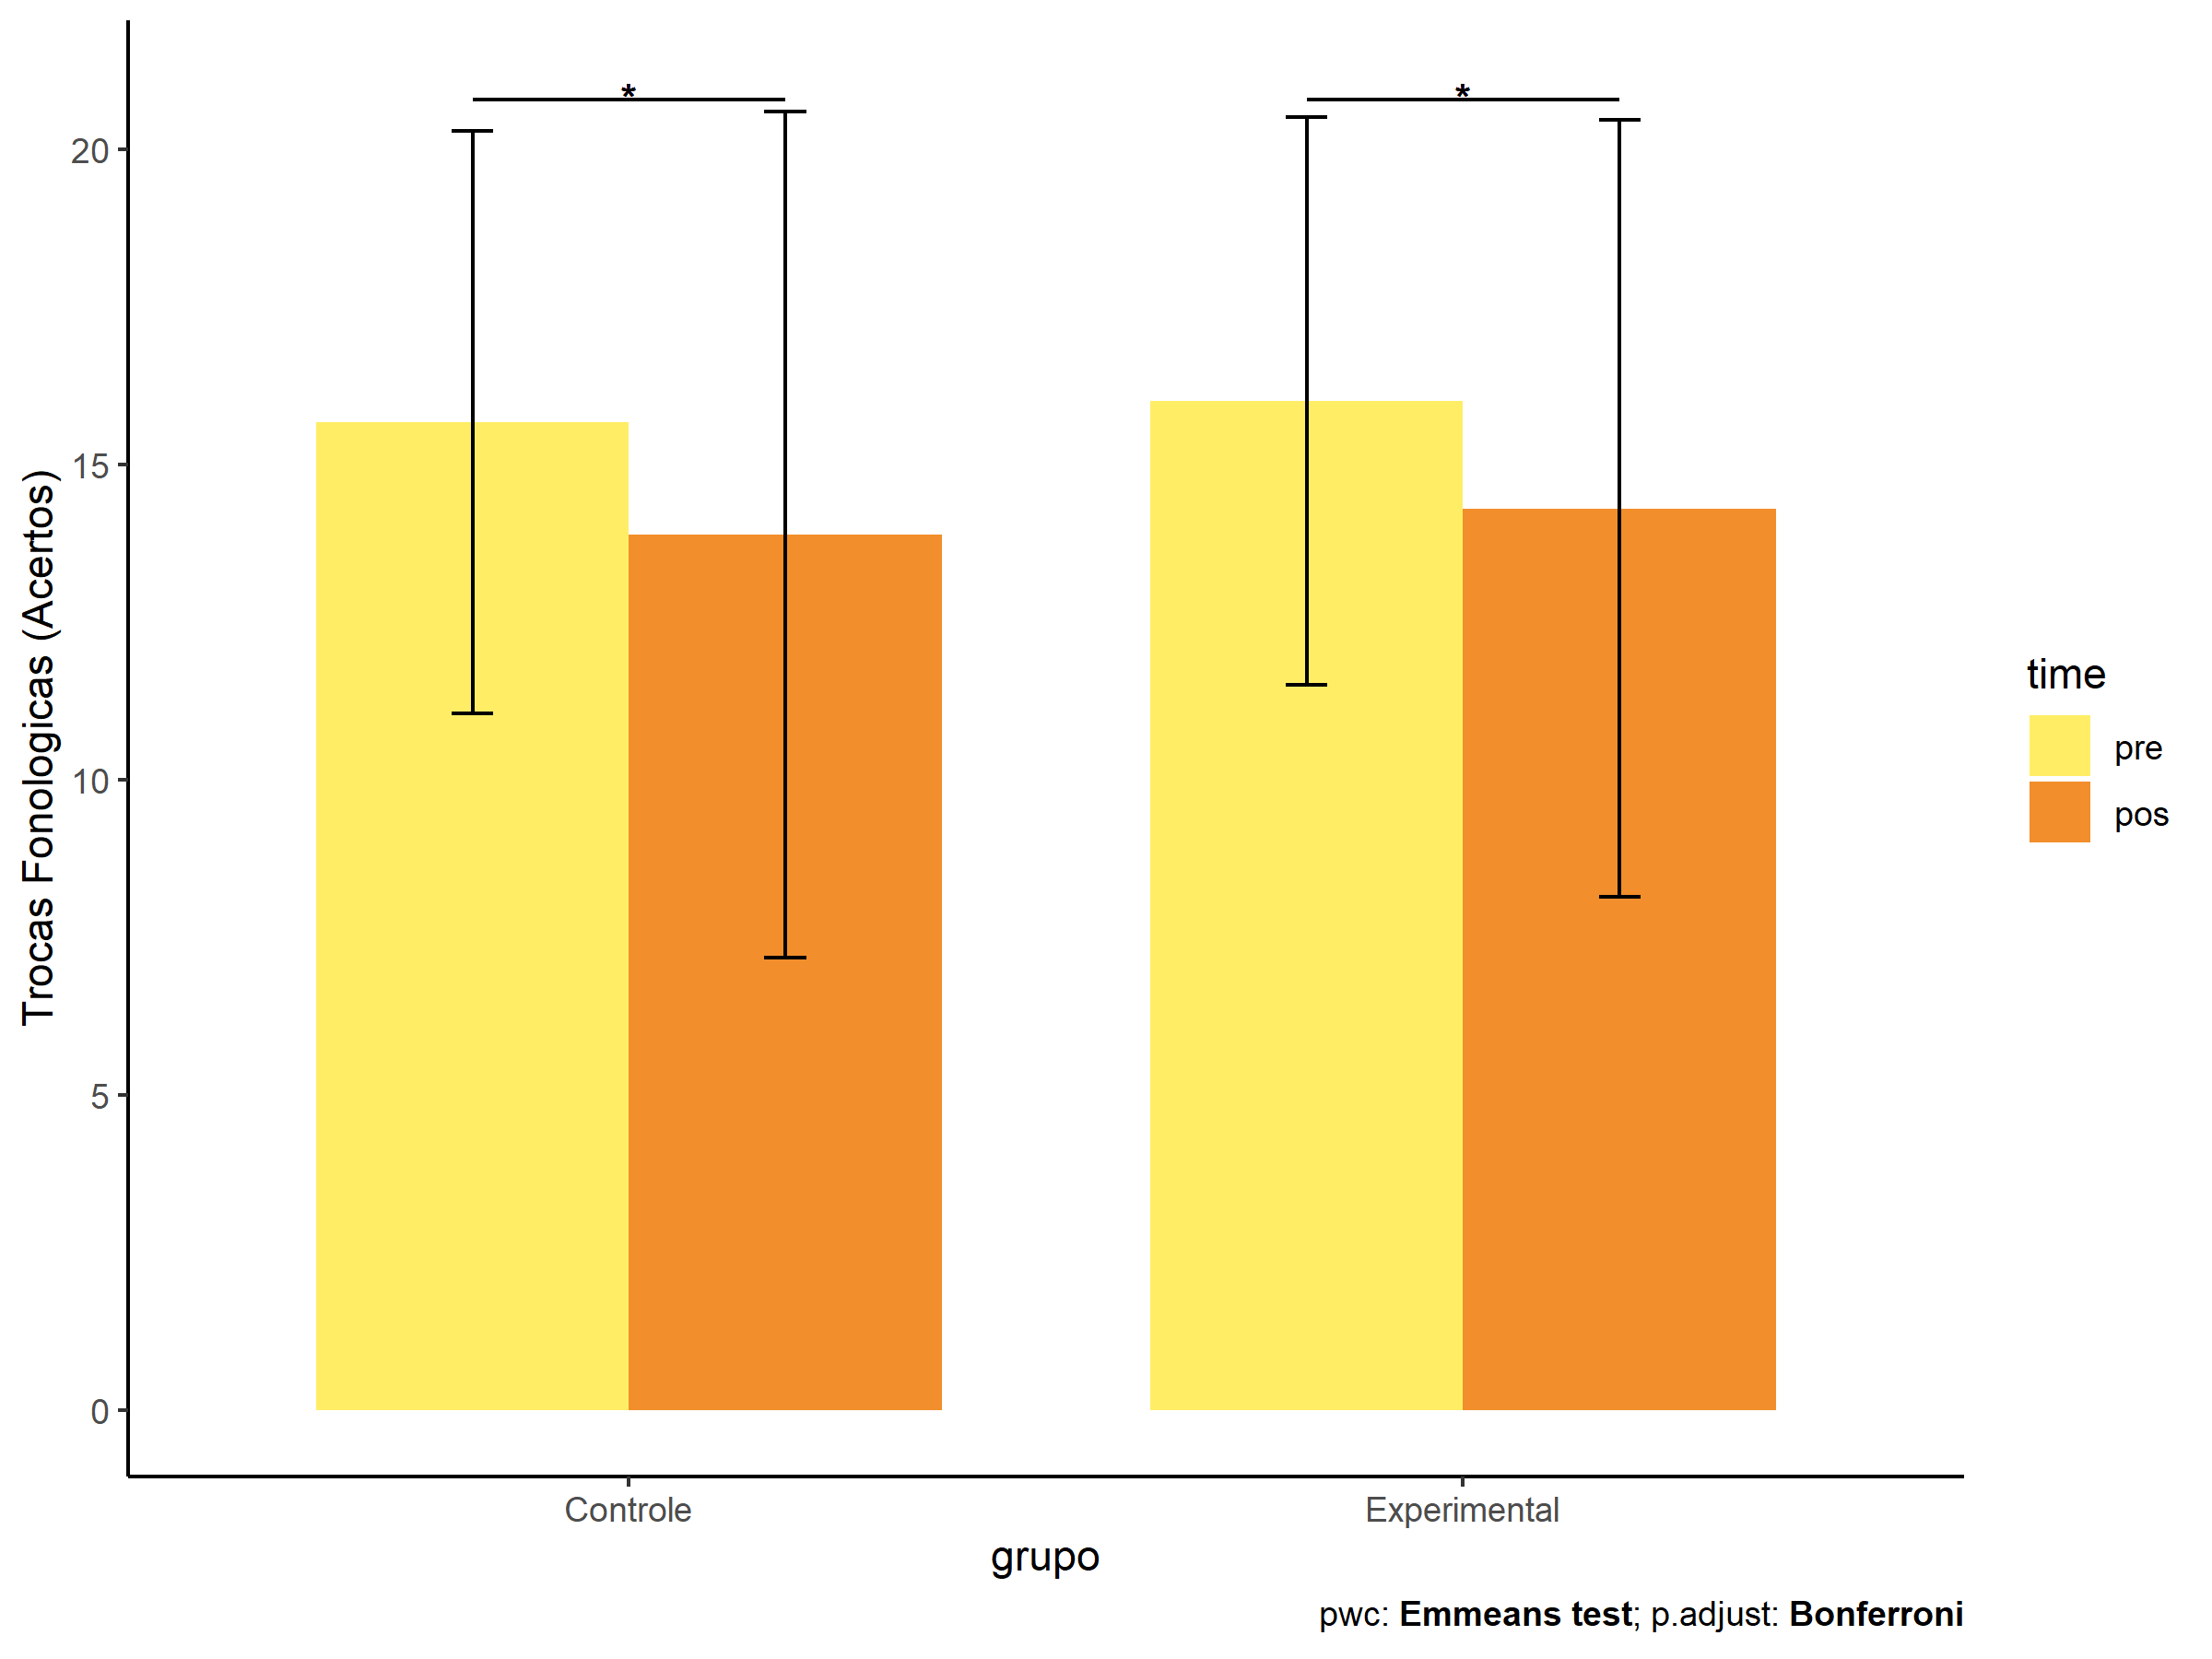 Trocas Fonologicas (Acertos)
20
15
10
5
0
*
*
Controle
Experimental
grupo
time
pre
pos
pwc: Emmeans test; p.adjust: Bonferroni